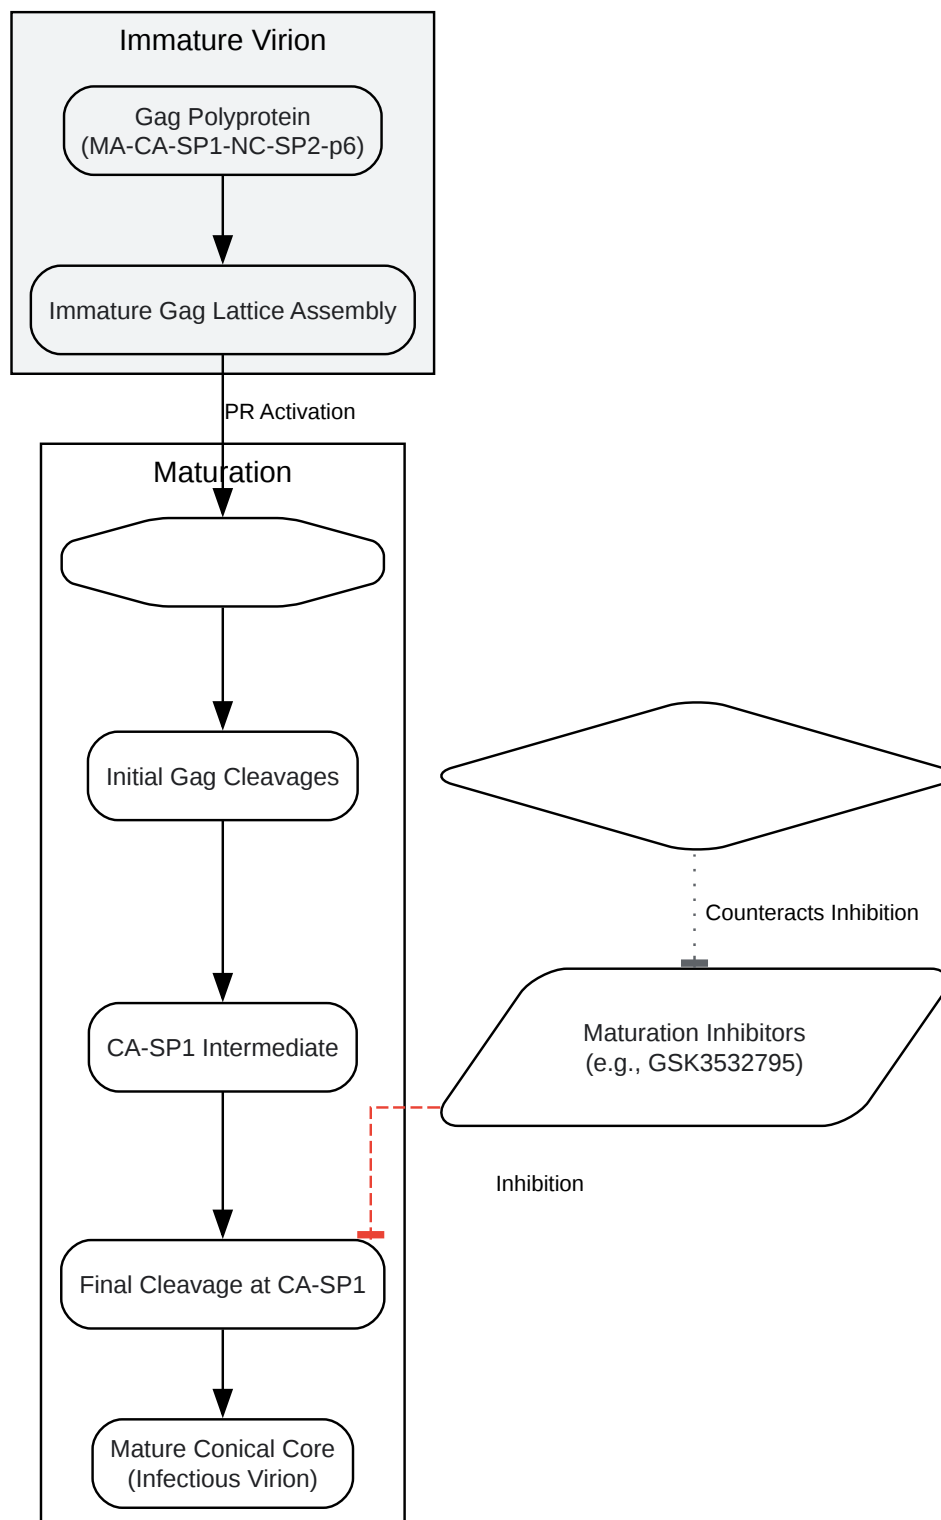 Immature Virion
Gag Polyprotein
(MA-CA-SP1-NC-SP2-p6)
Immature Gag Lattice Assembly
PR Activation
Maturation
Initial Gag Cleavages
Counteracts Inhibition
CA-SP1 Intermediate
Maturation Inhibitors
(e.g., GSK3532795)
Inhibition
Final Cleavage at CA-SP1
Mature Conical Core
(Infectious Virion)